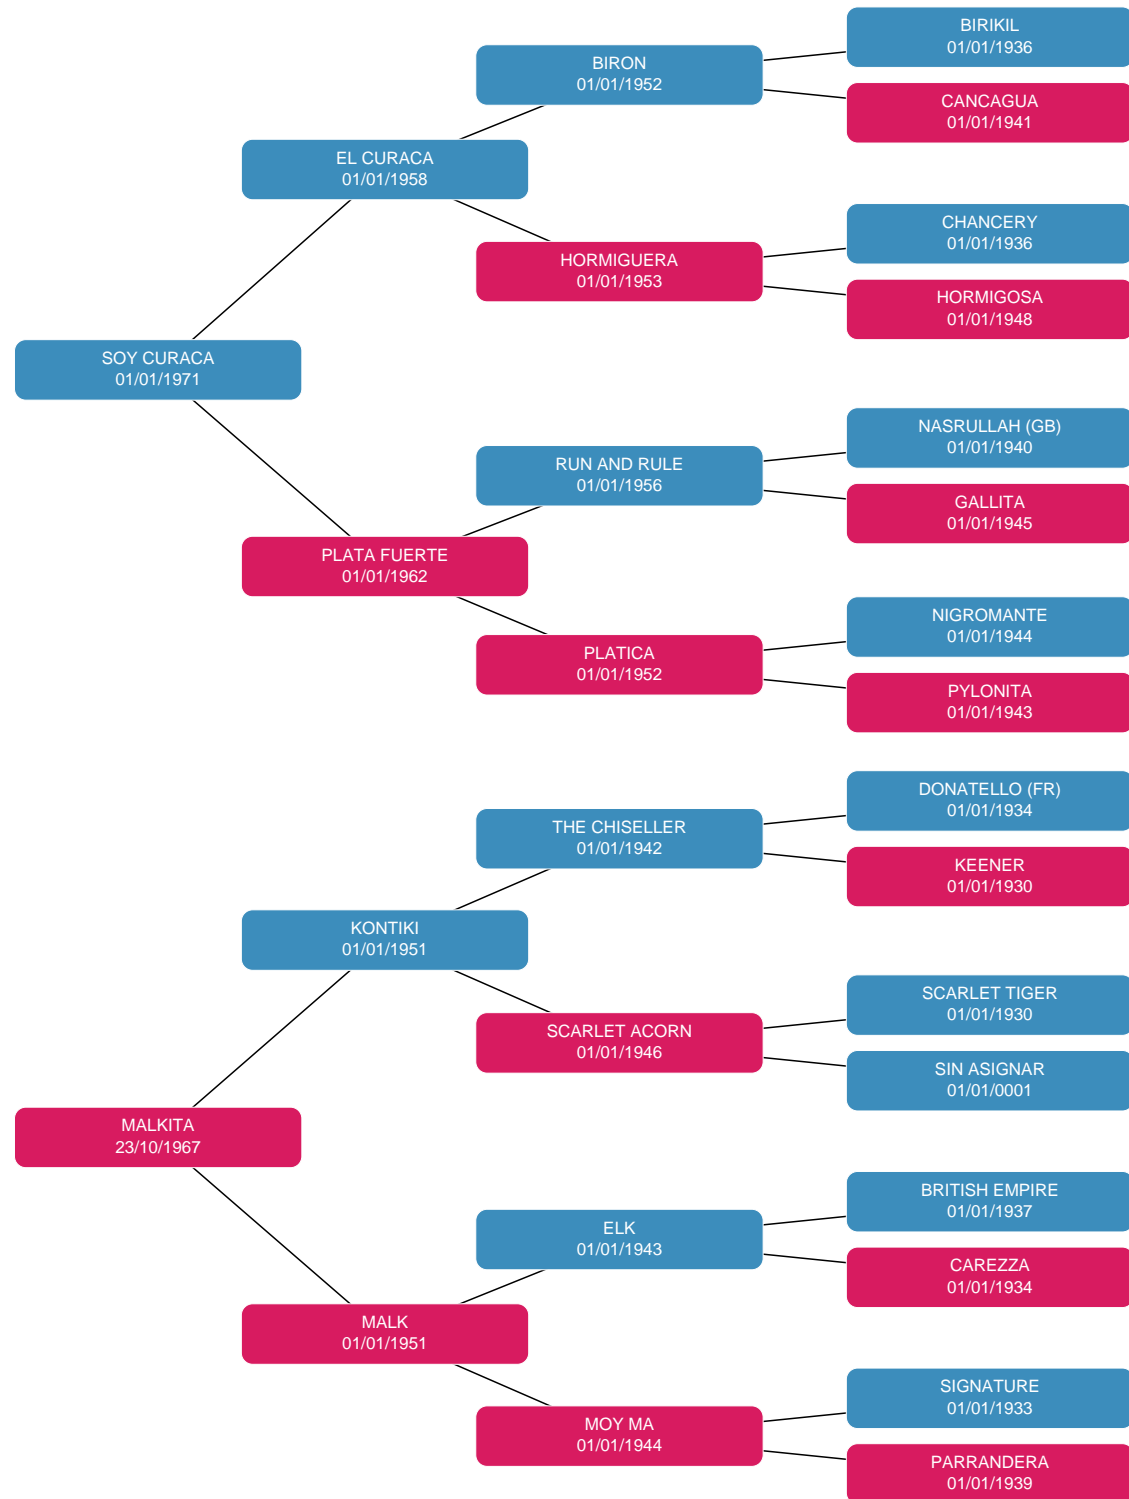 BIRIKIL
01/01/1936
BIRON
01/01/1952
CANCAGUA
01/01/1941
EL CURACA
01/01/1958
CHANCERY
01/01/1936
HORMIGUERA
01/01/1953
HORMIGOSA
01/01/1948
SOY CURACA
01/01/1971
NASRULLAH (GB)
01/01/1940
RUN AND RULE
01/01/1956
GALLITA
01/01/1945
PLATA FUERTE
01/01/1962
NIGROMANTE
01/01/1944
PLATICA
01/01/1952
PYLONITA
01/01/1943
DONATELLO (FR)
01/01/1934
THE CHISELLER
01/01/1942
KEENER
01/01/1930
KONTIKI
01/01/1951
SCARLET TIGER
01/01/1930
SCARLET ACORN
01/01/1946
SIN ASIGNAR
01/01/0001
MALKITA
23/10/1967
BRITISH EMPIRE
01/01/1937
ELK
01/01/1943
CAREZZA
01/01/1934
MALK
01/01/1951
SIGNATURE
01/01/1933
MOY MA
01/01/1944
PARRANDERA
01/01/1939